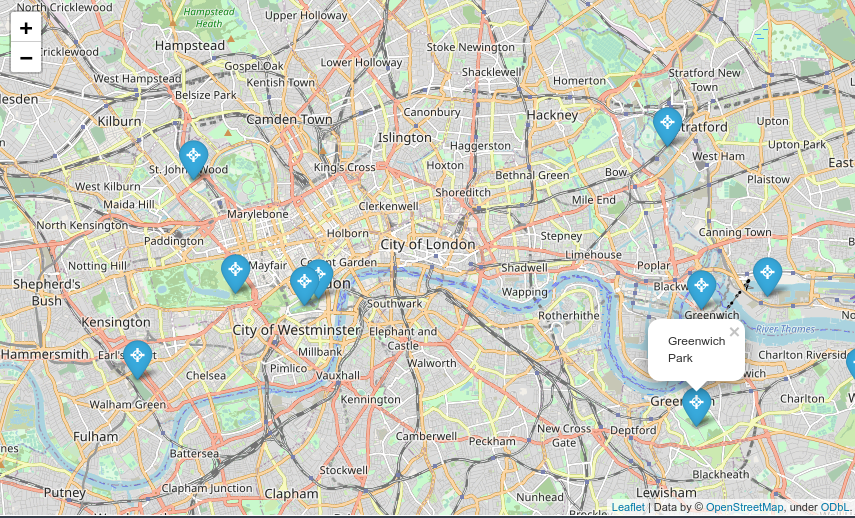 North Cricklewood
Upper Holloway
Hampstead
Heath
+
Cricklewood
Hampstead
Stoke Newington
−
Gospel Oak
Lower Holloway
Shacklewell
Stratford New
Town
West Hampstead
Kentish Town
Homerton
Belsize Park
Canonbury
Hackney
Kilburn
Camden Town
Upton
Stratford
Islington
Haggerston
Upton Park
West Ham
East
King's Cross
Hoxton
St. John's Wood
Bethnal Green
Bow
Plaistow
West Kilburn
Shoreditch
Mile End
Maida Hill
Clerkenwell
Marylebone
North Kensington
Holborn
Stepney
Canning Town
Paddington
City of London
Limehouse
Notting Hill
Mayfair
Covent Garden
Shadwell
Poplar
Shepherd's
Bush
Wapping
Blackw
Southwark
Rotherhithe
Greenwich
Kensington
City of Westminster
Elephant and
Castle
River Thames
×
Greenwich
Park
Hammersmith
Earl's Court
Millbank
Charlton Riverside
Walworth
Pimlico
Chelsea
Vauxhall
Walham Green
Kennington
Greenwich
Charlton
Fulham
Camberwell
Peckham
New Cross
Gate
Deptford
Battersea
Stockwell
Blackheath
Putney
Clapham Junction
Clapham
Nunhead
Lewisham
Leaflet | Data by © OpenStreetMap, under ODbL.